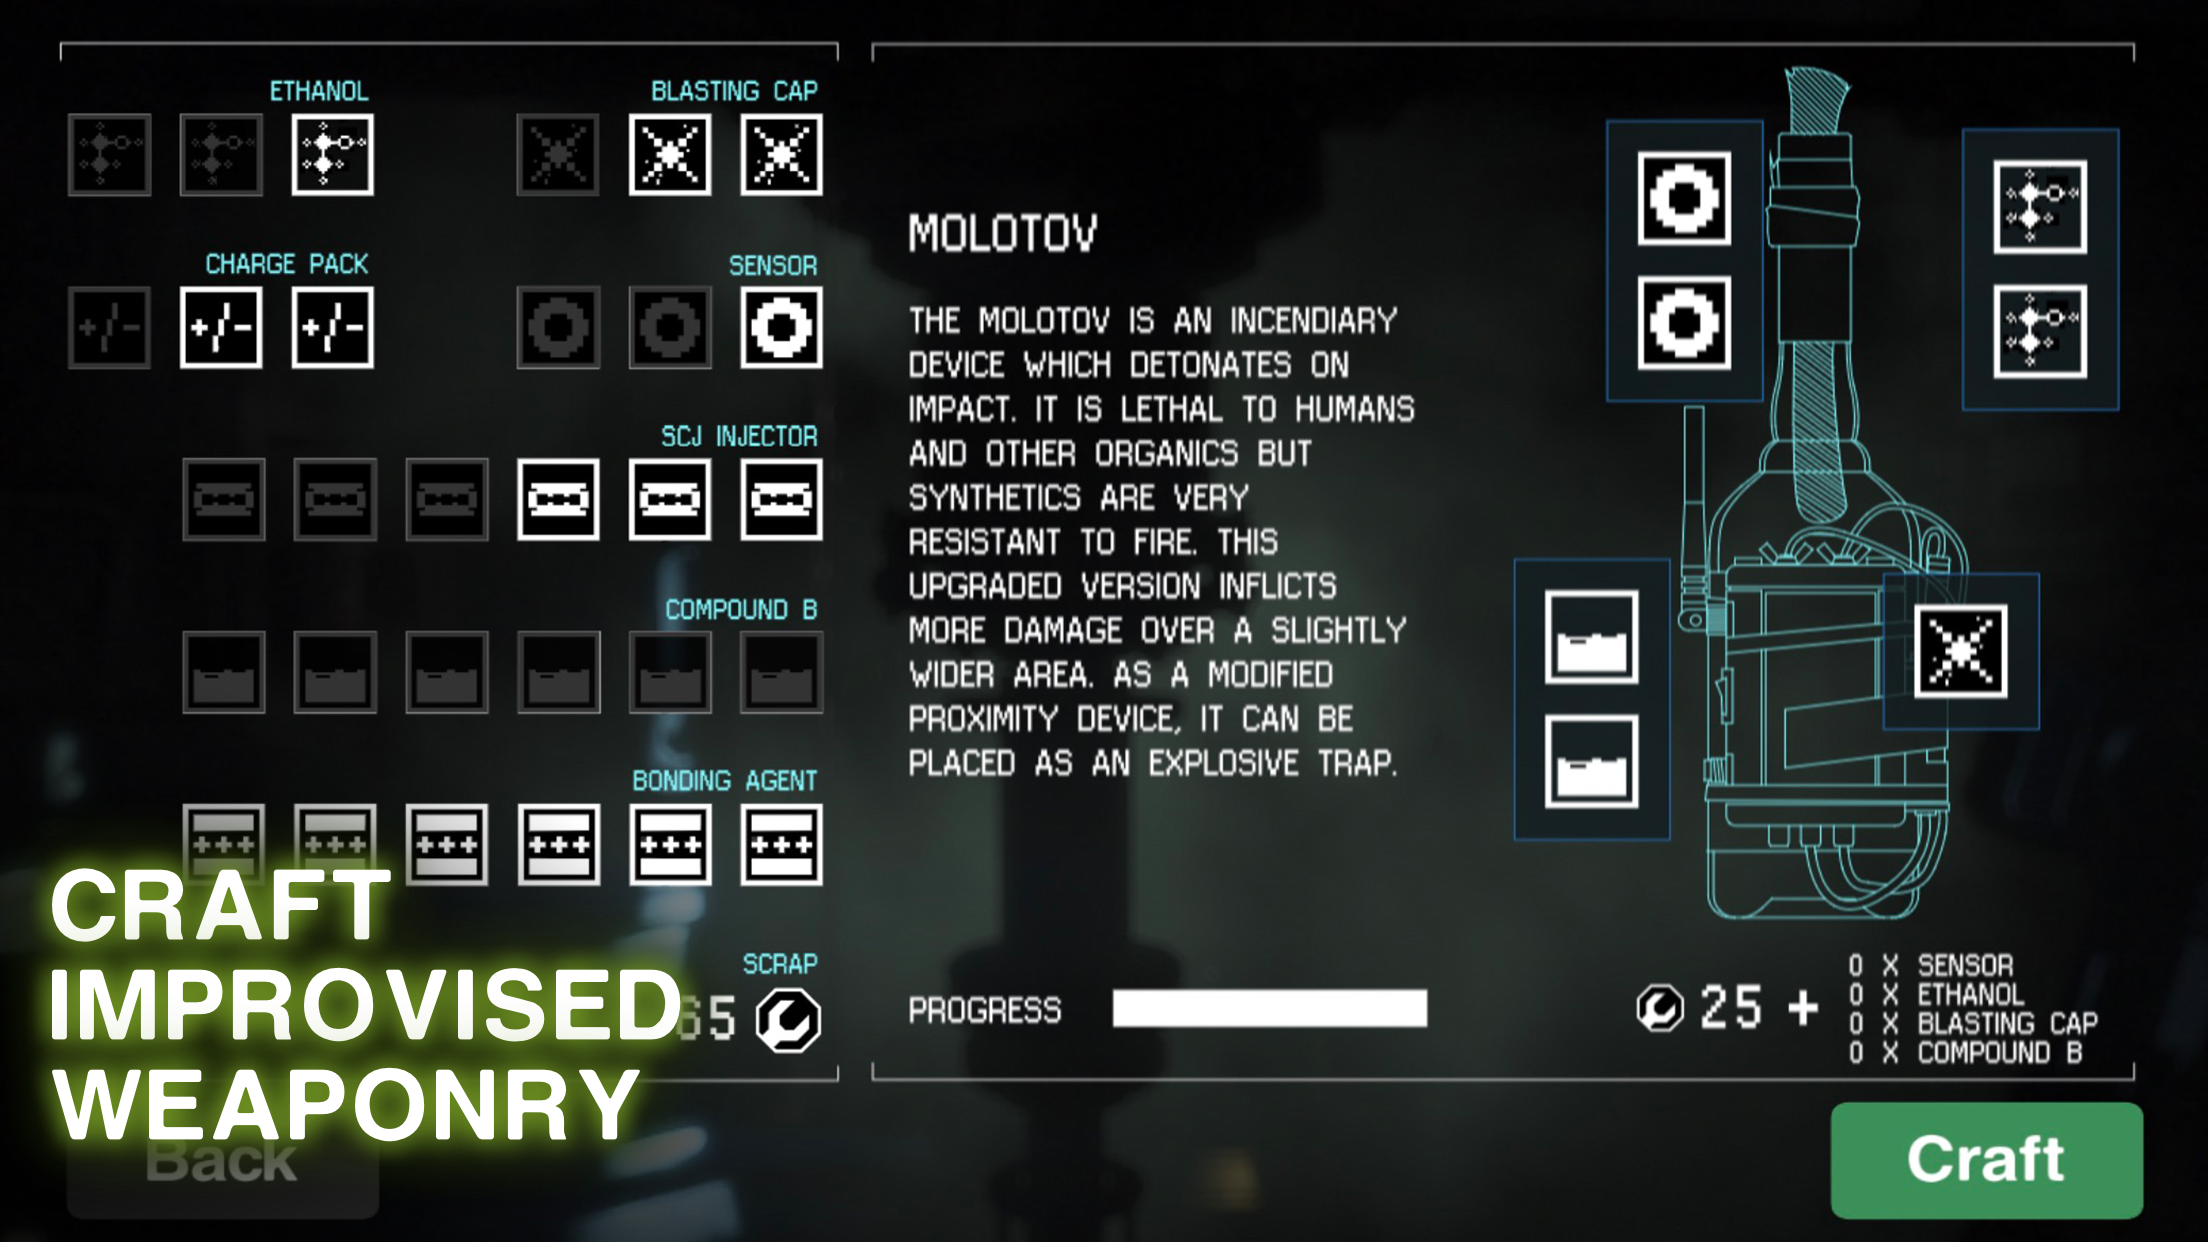 ETHANOL
BLASTING CAP
CHARGE PACK
SENSOR
SCJ INJECTOR
COMPOUND B
BONDING AGENT
SCRAP
65
CRAFT
IMPROVISED
WEAPONRY
Back
MOLOTOV
THE MOLOTOV IS AN INCENDIARY
DEVICE WHICH DETONATES ON
IMPACT. IT IS LETHAL TO HUMANS
AND OTHER ORGANICS BUT
SYNTHETICS ARE VERY
RESISTANT TO FIRE. THIS
UPGRADED VERSION INFLICTS
MORE DAMAGE OVER A SLIGHTLY
WIDER AREA. AS A MODIFIED
PROXIMITY DEVICE, IT CAN BE
PLACED AS AN EXPLOSIVE TRAP.
PROGRESS
25 +
0 X SENSOR
0 X ETHANOL
0 X BLASTING CAP
0 X COMPOUND B
Craft